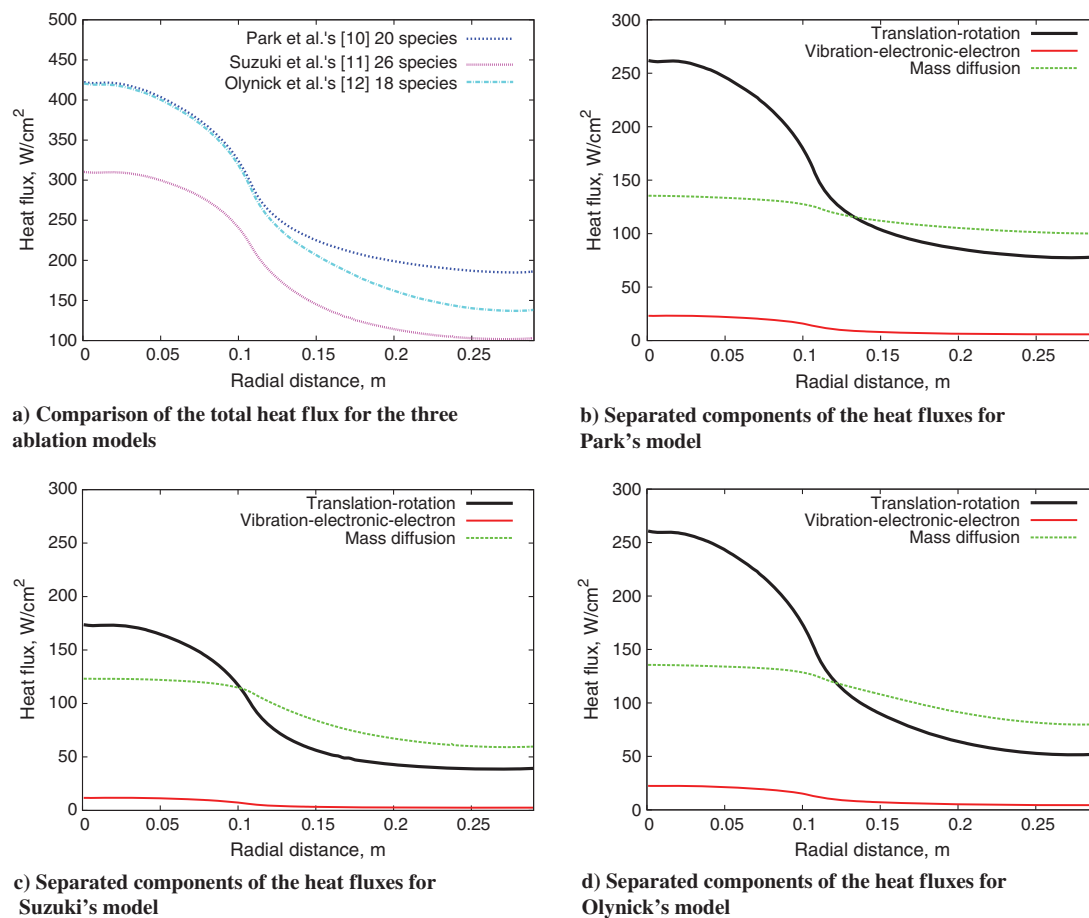 500
450
400
350
300
250
200
150
100
Heat flux, W/cm²
Park et al.'s [10] 20 species
Suzuki et al.'s [11] 26 species
Olynick et al.'s [12] 18 species
0 0.05 0.1 0.15 0.2 0.25
Radial distance, m
a) Comparison of the total heat flux for the three
ablation models
300
250
200
150
100
50
0
Heat flux, W/cm²
Translation-rotation
Vibration-electronic-electron
Mass diffusion
0 0.05 0.1 0.15 0.2 0.25
Radial distance, m
b) Separated components of the heat fluxes for
Park's model
300
250
200
150
100
50
0
Heat flux, W/cm²
Translation-rotation
Vibration-electronic-electron
Mass diffusion
0 0.05 0.1 0.15 0.2 0.25
Radial distance, m
c) Separated components of the heat fluxes for
Suzuki's model
300
250
200
150
100
50
0
Heat flux, W/cm²
Translation-rotation
Vibration-electronic-electron
Mass diffusion
0 0.05 0.1 0.15 0.2 0.25
Radial distance, m
d) Separated components of the heat fluxes for
Olynick's model